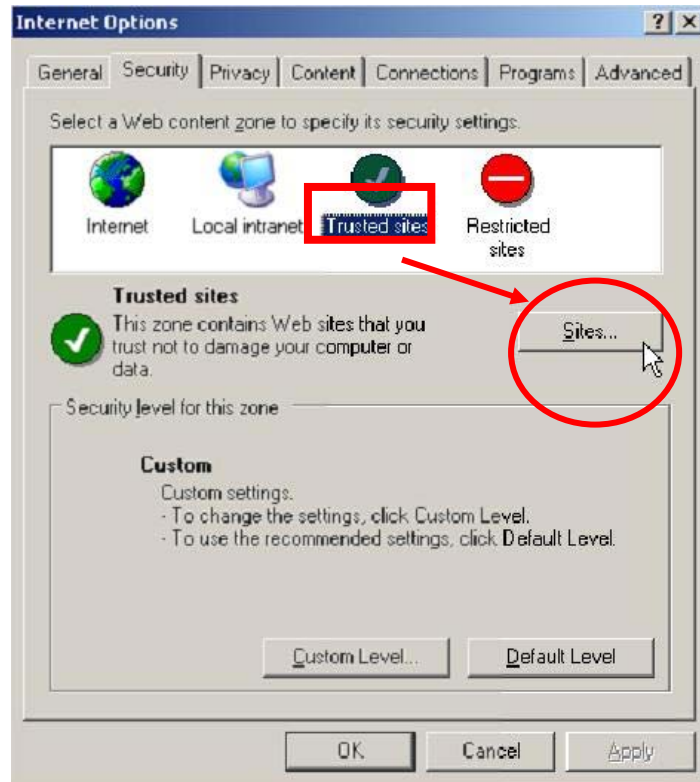 Internet Options
General Security Privacy Content Connections Programs Advanced
Select a Web content zone to specify its security settings.
Internet Local intranet Trusted sites Restricted
sites
Trusted sites
This zone contains Web sites that you
trust not to damage your computer or
data.
Sites...
Security level for this zone
Custom
Custom settings.
- To change the settings, click Custom Level.
- To use the recommended settings, click Default Level.
Custom Level... Default Level
OK Cancel Apply